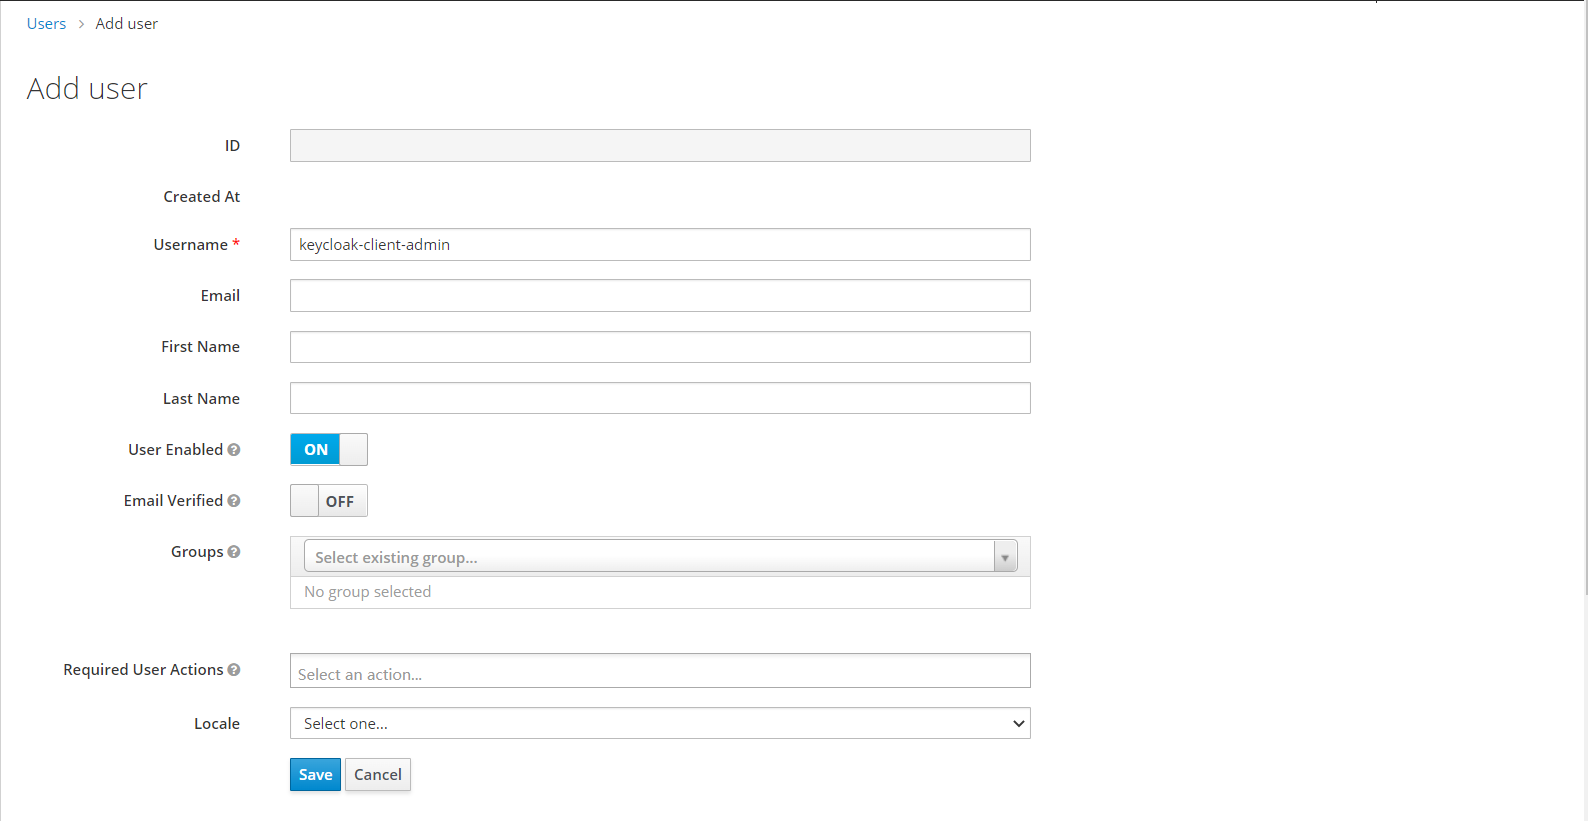 Users > Add user
Add user
ID
Created At
Username * keycloak-client-admin
Email
First Name
Last Name
User Enabled ON
Email Verified OFF
Groups Select existing group...
No group selected
Required User Actions Select an action...
Locale Select one...
Save Cancel